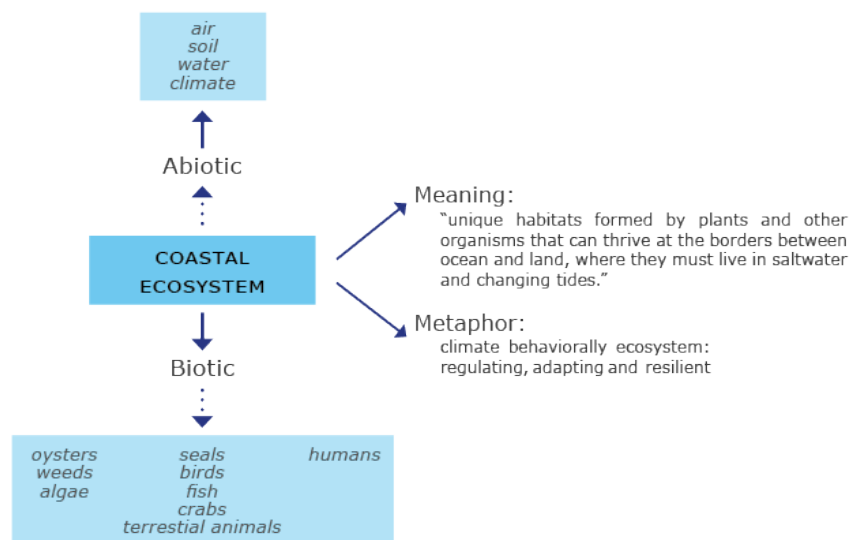 air
soil
water
climate
Abiotic
COASTAL
ECOSYSTEM
Biotic
oysters
weeds
algae
seals
birds
fish
crabs
terrestial animals
humans
Meaning:
“unique habitats formed by plants and other
organisms that can thrive at the borders between
ocean and land, where they must live in saltwater
and changing tides.”
Metaphor:
climate behaviorally ecosystem:
regulating, adapting and resilient